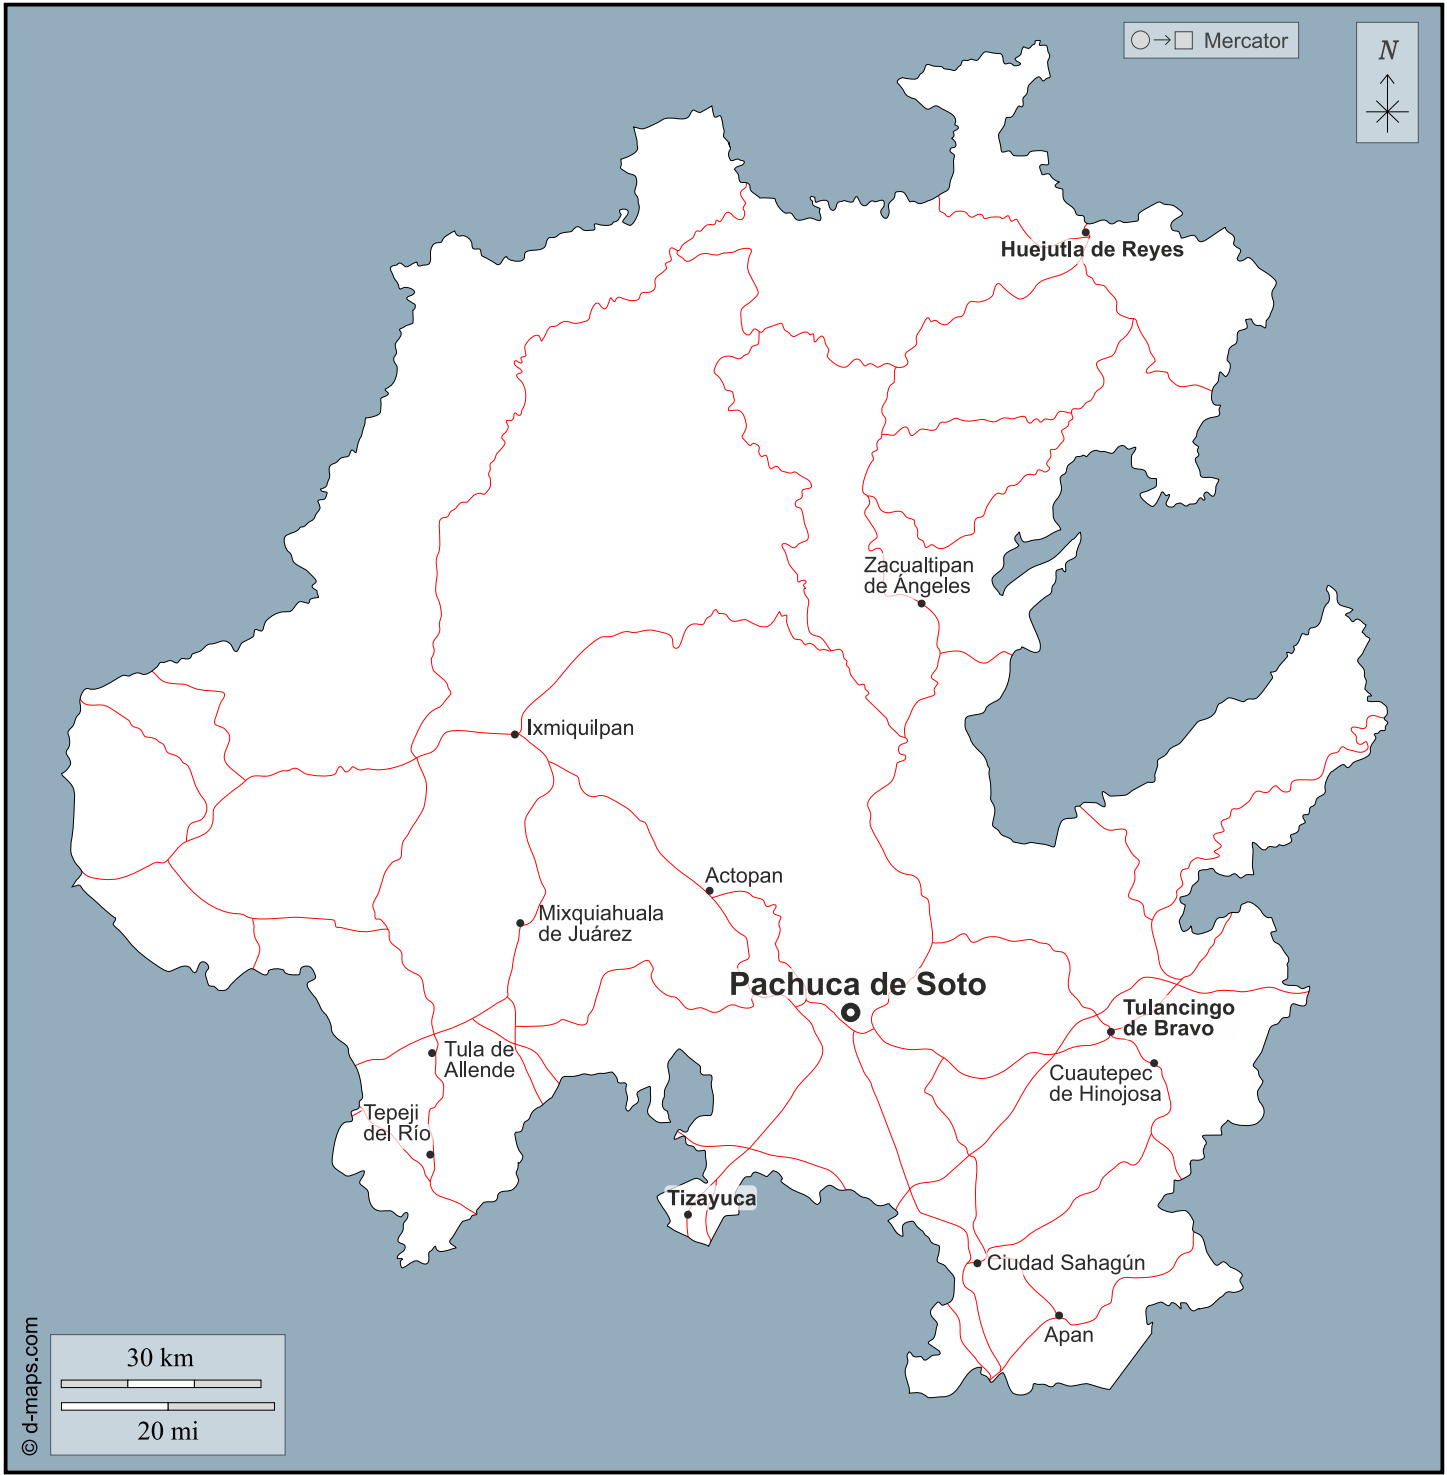 Mercator
N
Huejutla de Reyes
Zacualtipan
de Ángeles
Ixmiquilpan
Actopan
Mixquiahuala
de Juárez
Pachuca de Soto
Tulancingo
de Bravo
Tula de
Allende
Cuautepec
de Hinojosa
Tepeji
del Río
Tizayuca
Ciudad Sahagún
Apan
30 km
20 mi
© d-maps.com